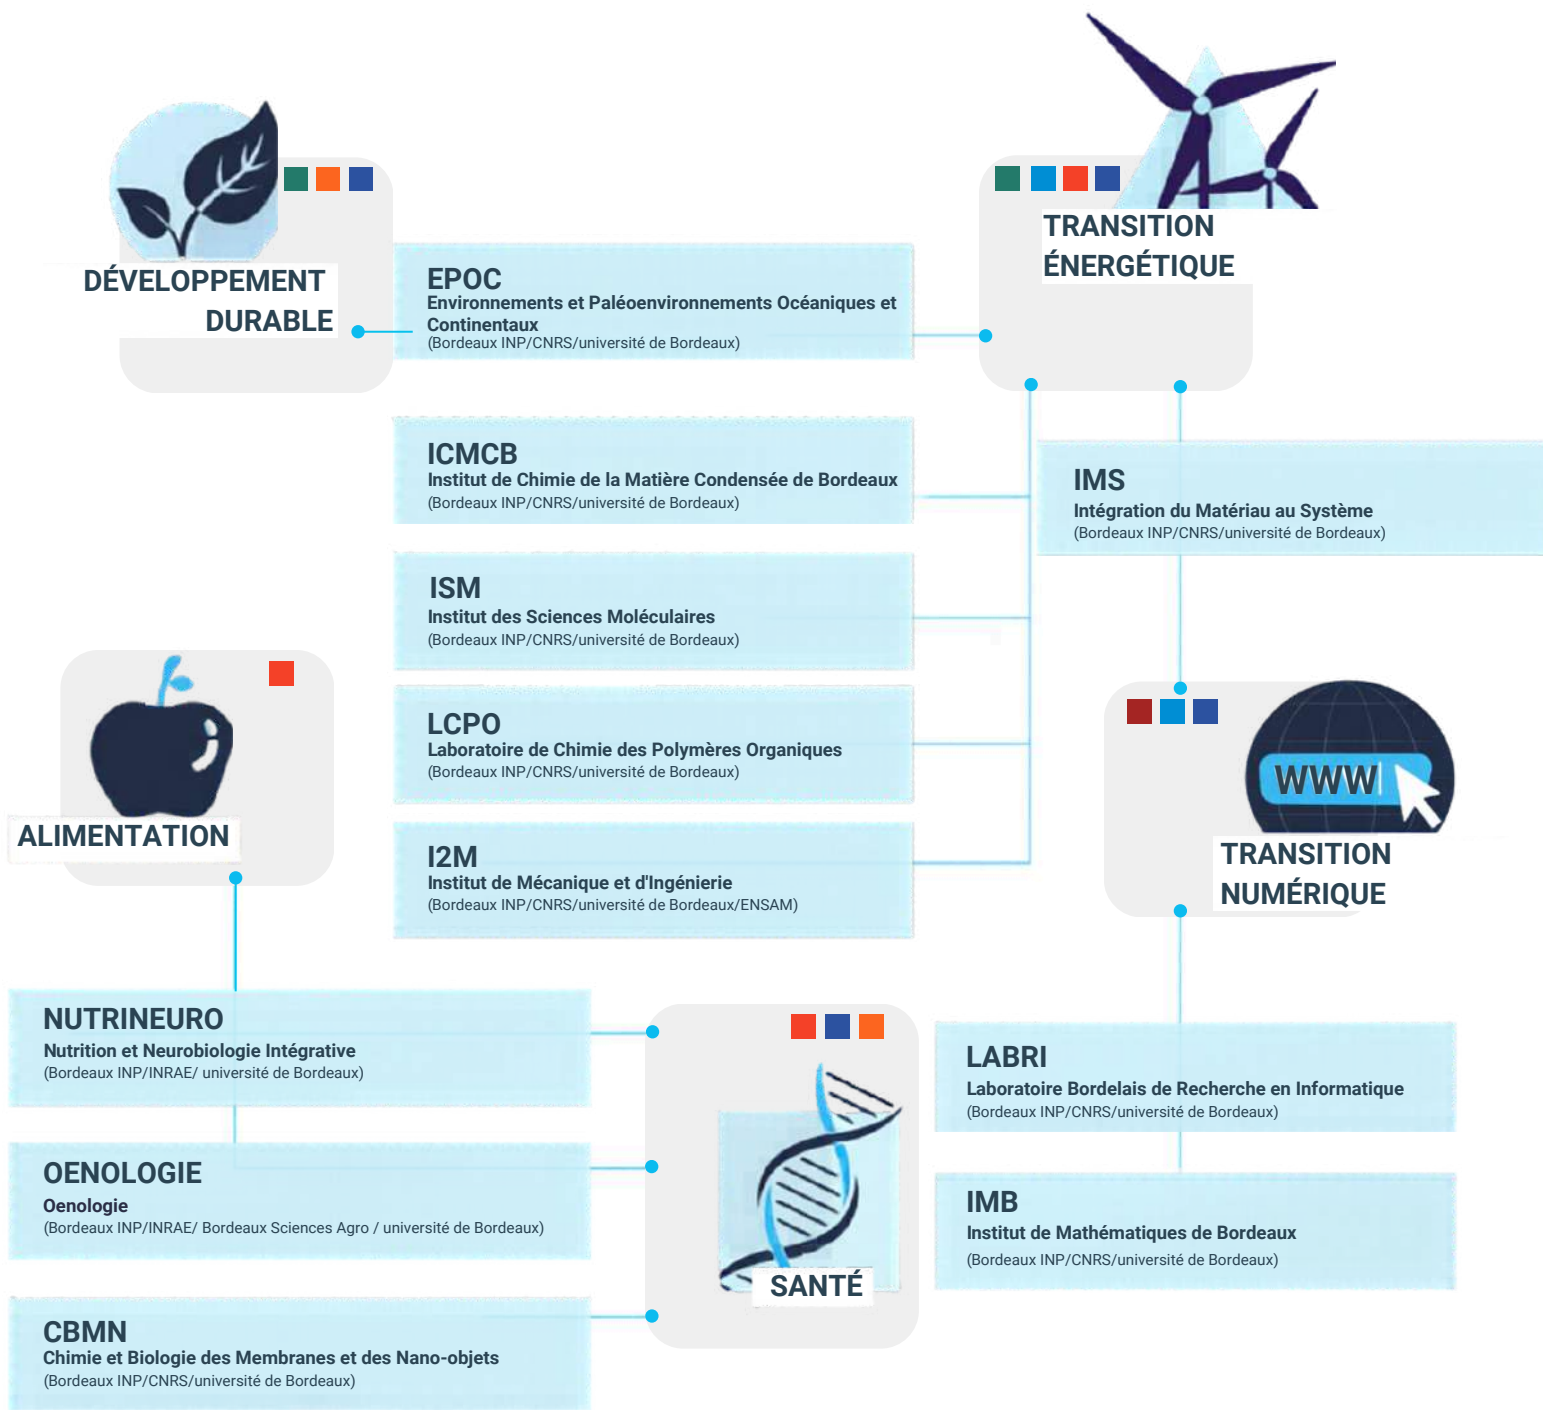 DÉVELOPPEMENT
DURABLE
TRANSITION
ÉNERGÉTIQUE
EPOC
Environnements et Paléoenvironnements Océaniques et
Continentaux
(Bordeaux INP/CNRS/université de Bordeaux)
ICMCB
Institut de Chimie de la Matière Condensée de Bordeaux
(Bordeaux INP/CNRS/université de Bordeaux)
IMS
Intégration du Matériau au Système
(Bordeaux INP/CNRS/université de Bordeaux)
ISM
Institut des Sciences Moléculaires
(Bordeaux INP/CNRS/université de Bordeaux)
LCPO
Laboratoire de Chimie des Polymères Organiques
(Bordeaux INP/CNRS/université de Bordeaux)
I2M
Institut de Mécanique et d'Ingénierie
(Bordeaux INP/CNRS/université de Bordeaux/ENSAM)
ALIMENTATION
WWW
TRANSITION
NUMÉRIQUE
NUTRINEURO
Nutrition et Neurobiologie Intégrative
(Bordeaux INP/INRAE/ université de Bordeaux)
OENOLOGIE
Oenologie
(Bordeaux INP/INRAE/ Bordeaux Sciences Agro / université de Bordeaux)
CBMN
Chimie et Biologie des Membranes et des Nano-objets
(Bordeaux INP/CNRS/université de Bordeaux)
SANTÉ
LABRI
Laboratoire Bordelais de Recherche en Informatique
(Bordeaux INP/CNRS/université de Bordeaux)
IMB
Institut de Mathématiques de Bordeaux
(Bordeaux INP/CNRS/université de Bordeaux)